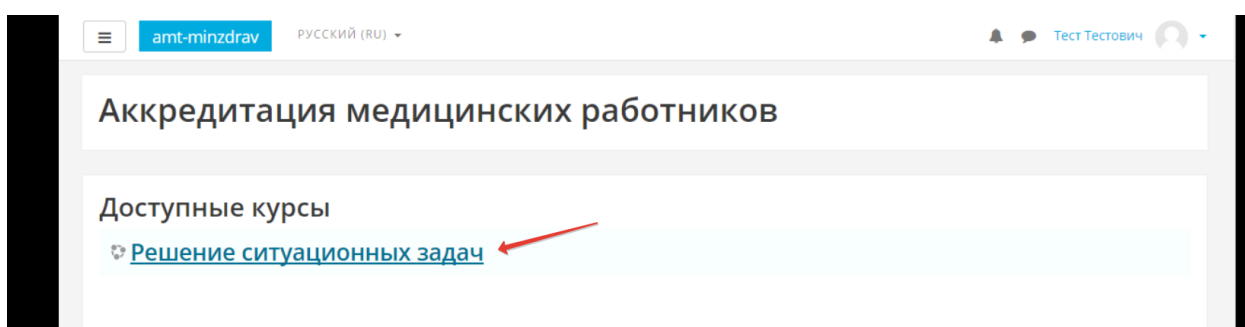 amt-minzdrav РУССКИЙ (RU) Тест Тестович
Аккредитация медицинских работников
Доступные курсы
Решение ситуационных задач